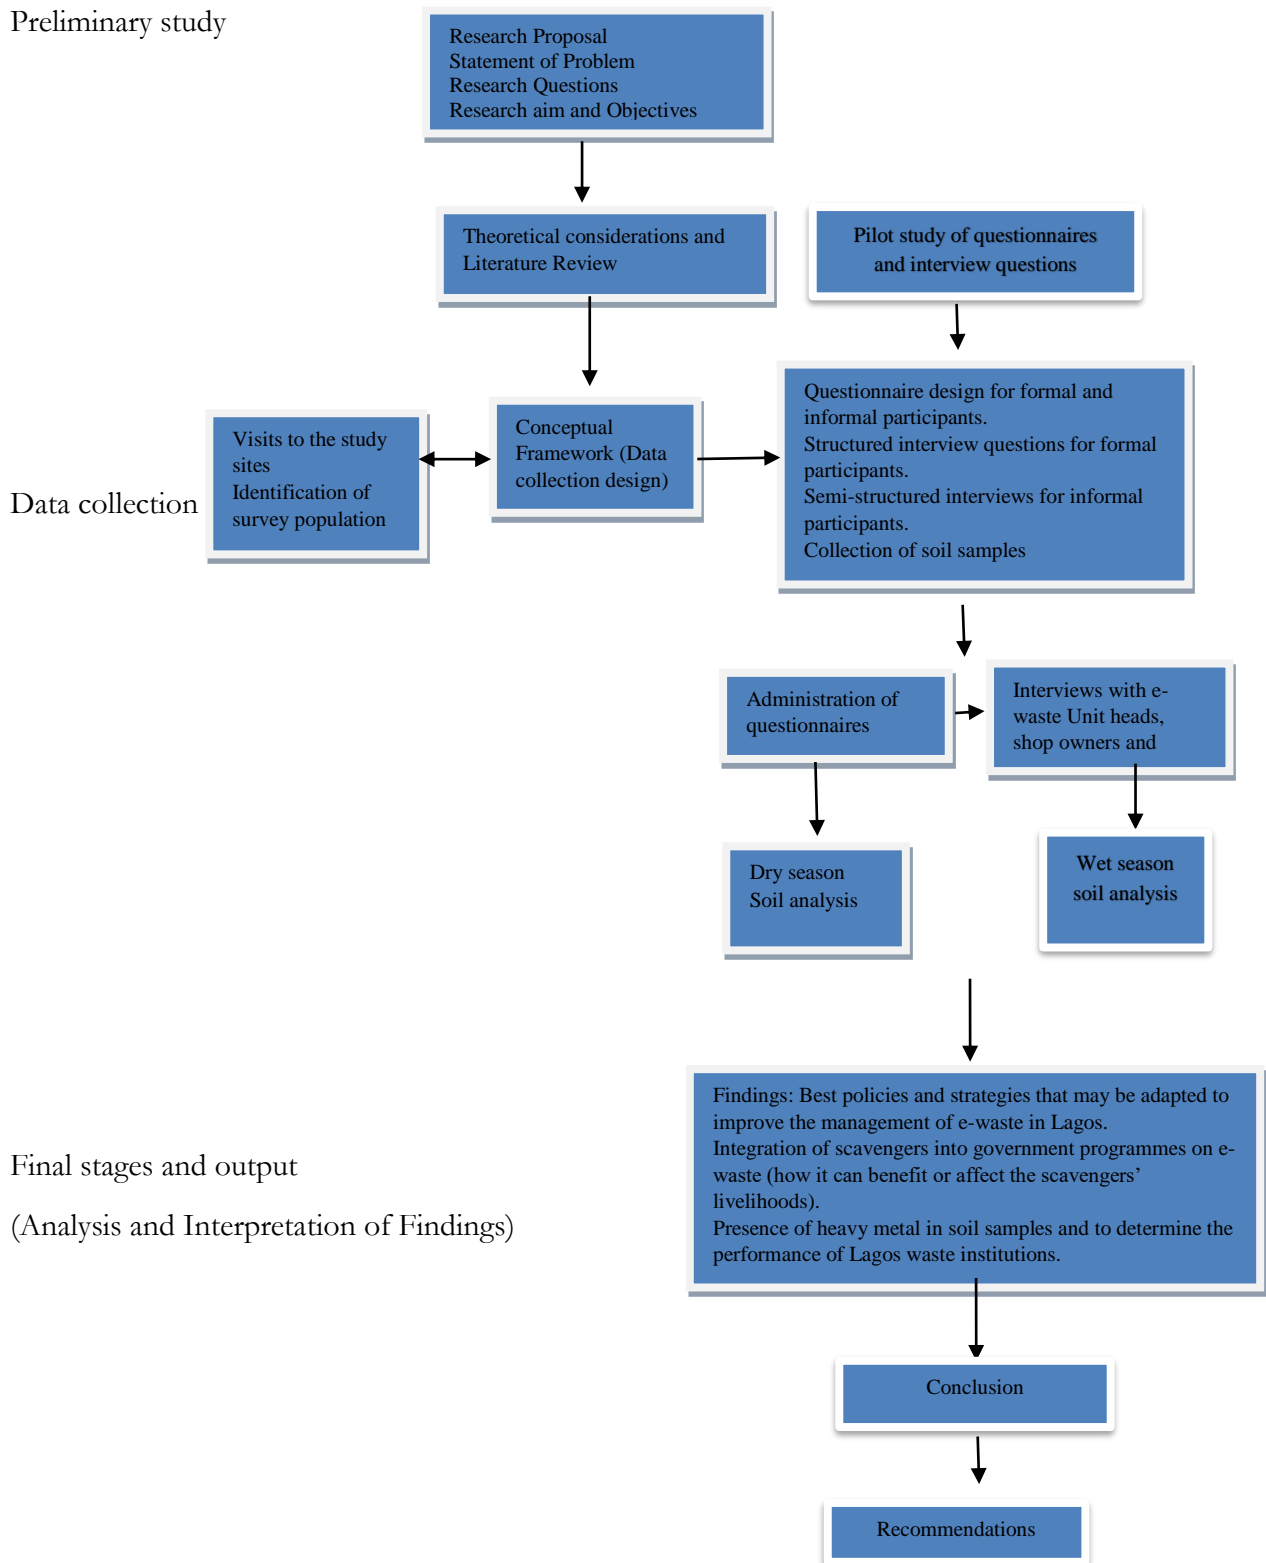 Preliminary study
Research Proposal
Statement of Problem
Research Questions
Research aim and Objectives
Theoretical considerations and
Literature Review
Pilot study of questionnaires
and interview questions
Data collection
Visits to the study
sites
Identification of
survey population
Conceptual
Framework (Data
collection design)
Questionnaire design for formal and
informal participants.
Structured interview questions for formal
participants.
Semi-structured interviews for informal
participants.
Collection of soil samples
Administration of
questionnaires
Interviews with e-
waste Unit heads,
shop owners and
Dry season
Soil analysis
Wet season
soil analysis
Final stages and output
(Analysis and Interpretation of Findings)
Findings: Best policies and strategies that may be adapted to
improve the management of e-waste in Lagos.
Integration of scavengers into government programmes on e-
waste (how it can benefit or affect the scavengers’
livelihoods).
Presence of heavy metal in soil samples and to determine the
performance of Lagos waste institutions.
Conclusion
Recommendations